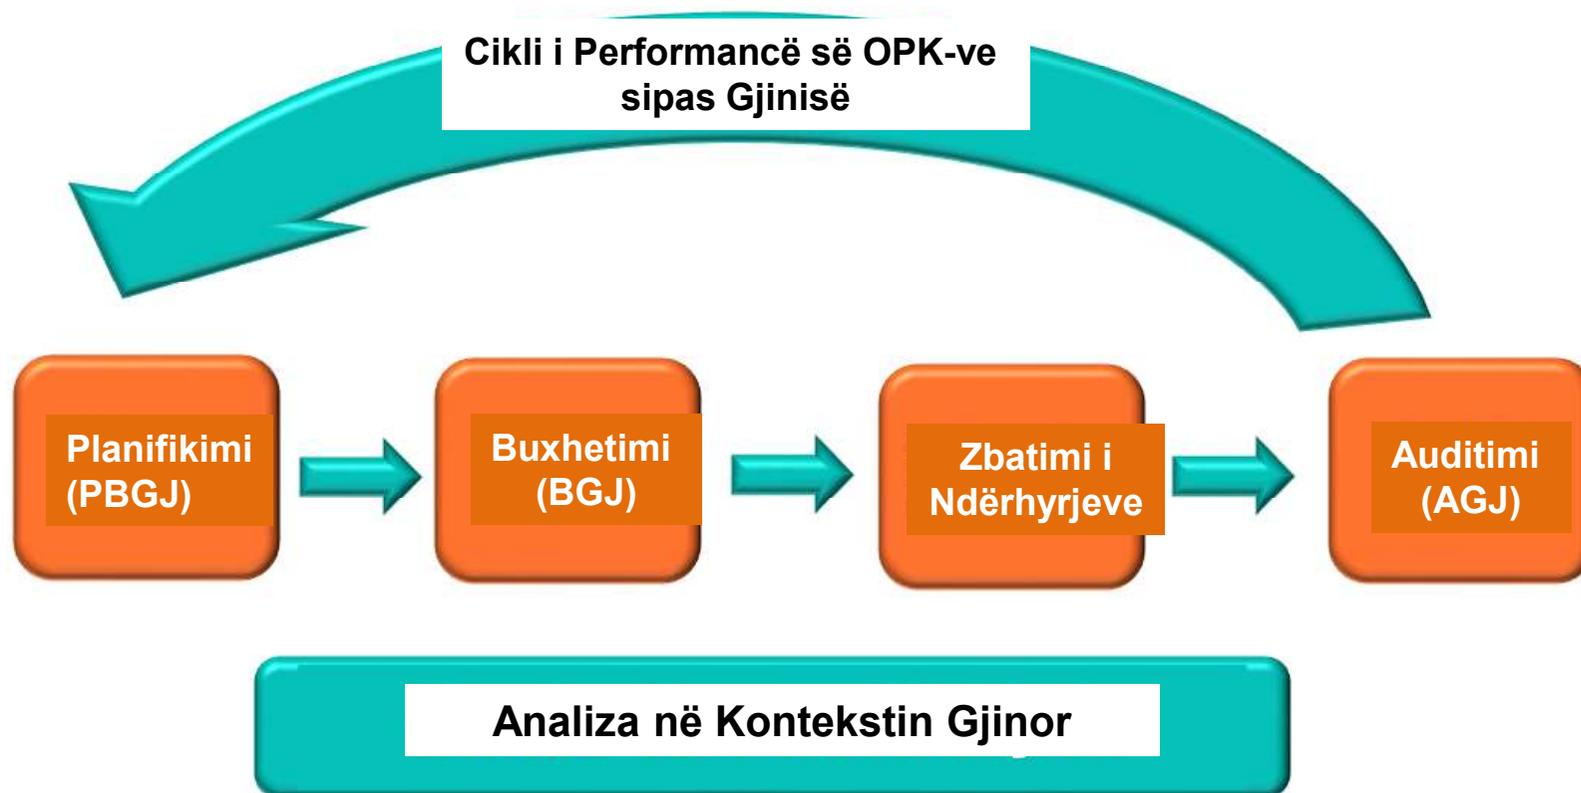 Cikli i Performancë së OPK-ve
sipas Gjinisë
Planifikimi
(PBGJ)
Buxhetimi
(BGJ)
Zbatimi i
Ndërhyrjeve
Auditimi
(AGJ)
Analiza në Kontekstin Gjinor